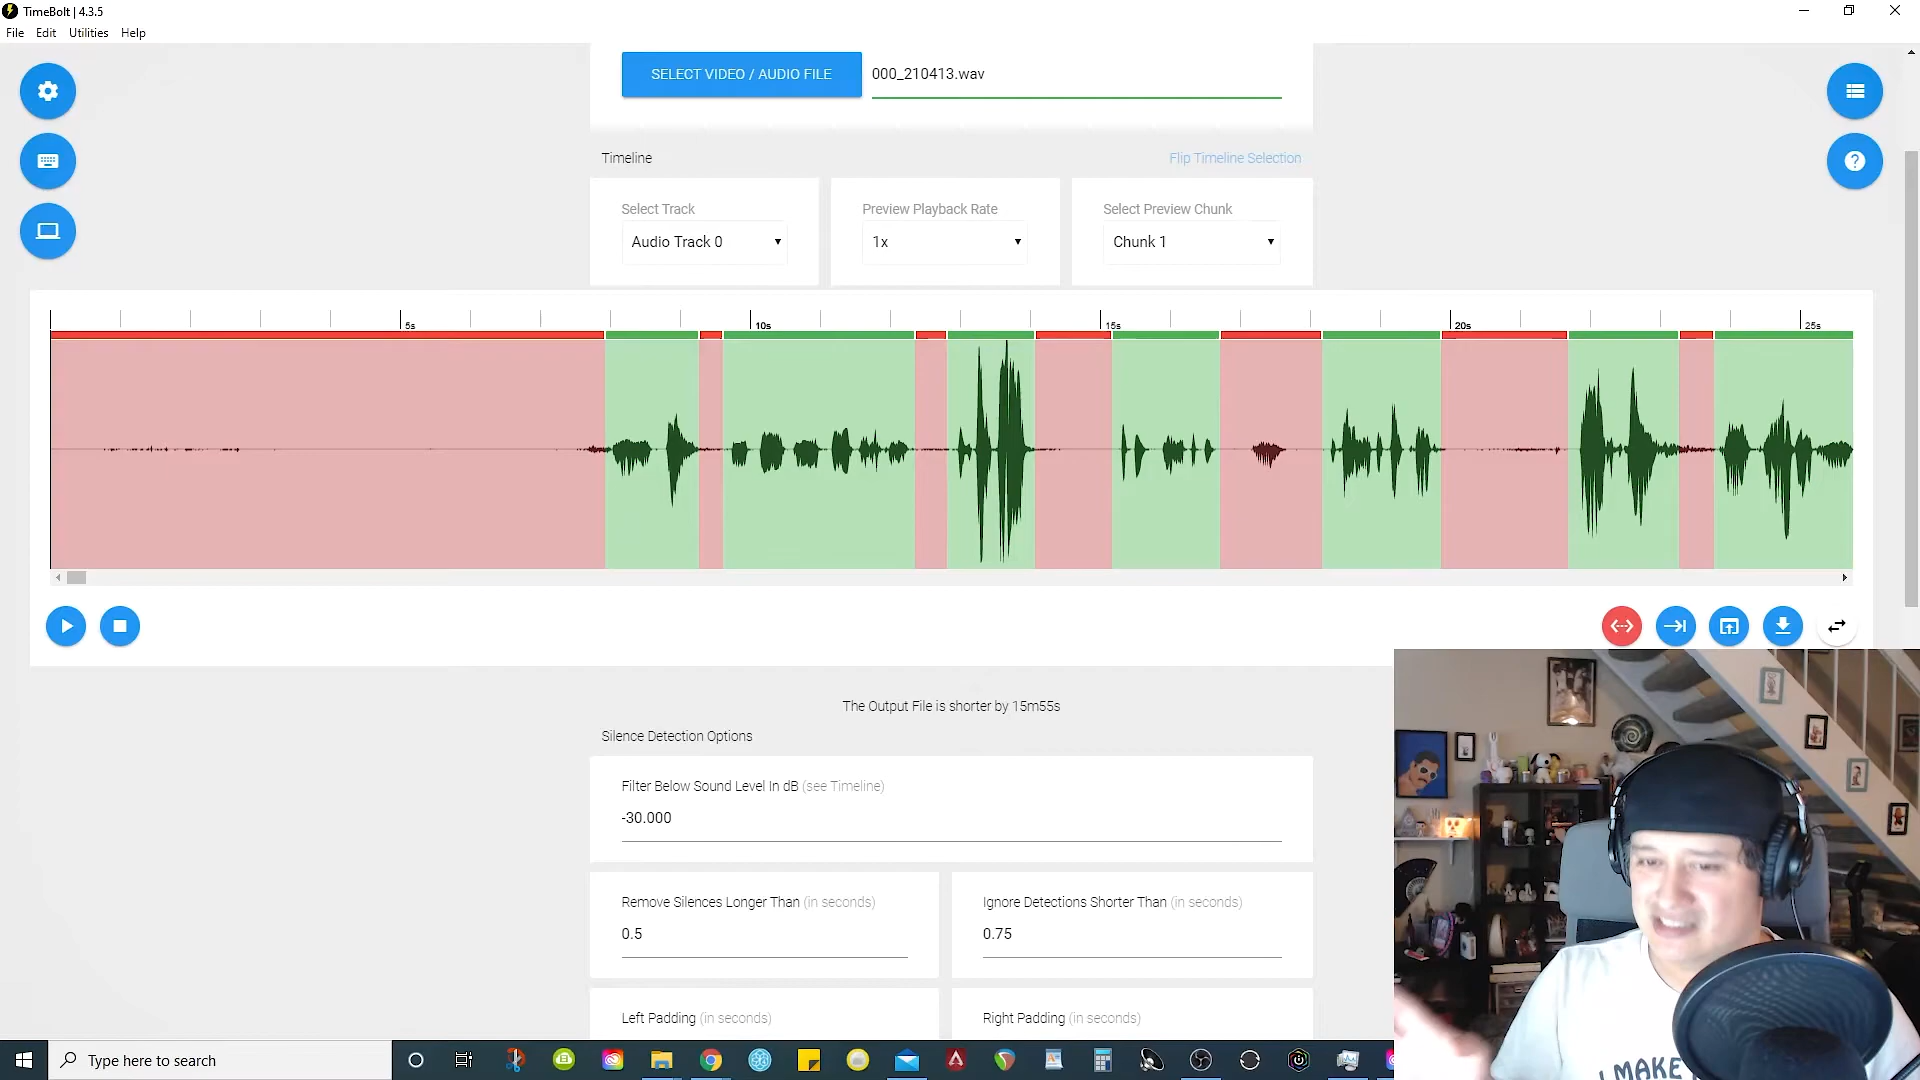 TimeBolt | 4.3.5
File Edit Utilities Help
SELECT VIDEO / AUDIO FILE 000_210413.wav
Timeline Flip Timeline Selection
Select Track Preview Playback Rate Select Preview Chunk
Audio Track 0 1x Chunk 1
5s 10s 15s 20s 25s
The Output File is shorter by 15m55s
Silence Detection Options
Filter Below Sound Level In dB (see Timeline)
-30.000
Remove Silences Longer Than (in seconds) Ignore Detections Shorter Than (in seconds)
0.5 0.75
Left Padding (in seconds) Right Padding (in seconds)
I MAKE
Type here to search